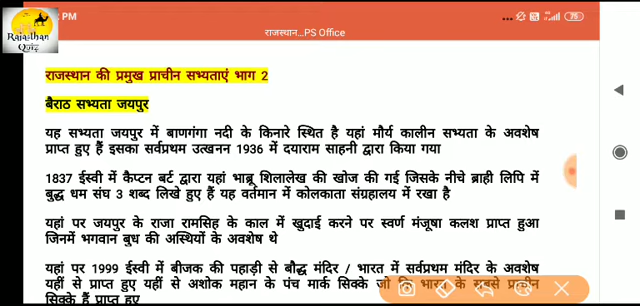 PM
75
राजस्थान...PS Office
Rajasthan
Quiz
राजस्थान की प्रमुख प्राचीन सभ्यताएं भाग 2
बैराठ सभ्यता जयपुर
यह सभ्यता जयपुर में बाणगंगा नदी के किनारे स्थित है यहां मौर्य कालीन सभ्यता के अवशेष
प्राप्त हुए हैं इसका सर्वप्रथम उत्खनन 1936 में दयाराम साहनी द्वारा किया गया
1837 ईस्वी में कैप्टन बर्ट द्वारा यहां भाब्रू शिलालेख की खोज की गई जिसके नीचे ब्राही लिपि में
बुद्ध धम संघ 3 शब्द लिखे हुए हैं यह वर्तमान में कोलकाता संग्रहालय में रखा है
यहां पर जयपुर के राजा रामसिह के काल में खुदाई करने पर स्वर्ण मंजूषा कलश प्राप्त हुआ
जिनमें भगवान बुध की अस्थियों के अवशेष थे
यहां पर 1999 ईस्वी में बीजक की पहाड़ी से बौद्ध मंदिर / भारत में सर्वप्रथम मंदिर के अवशेष
यहीं से प्राप्त हुए यहीं से अशोक महान के पंच मार्क सिक्के जो कि भारत के सबसे प्राचीन
सिक्के हैं प्राप्त हुए